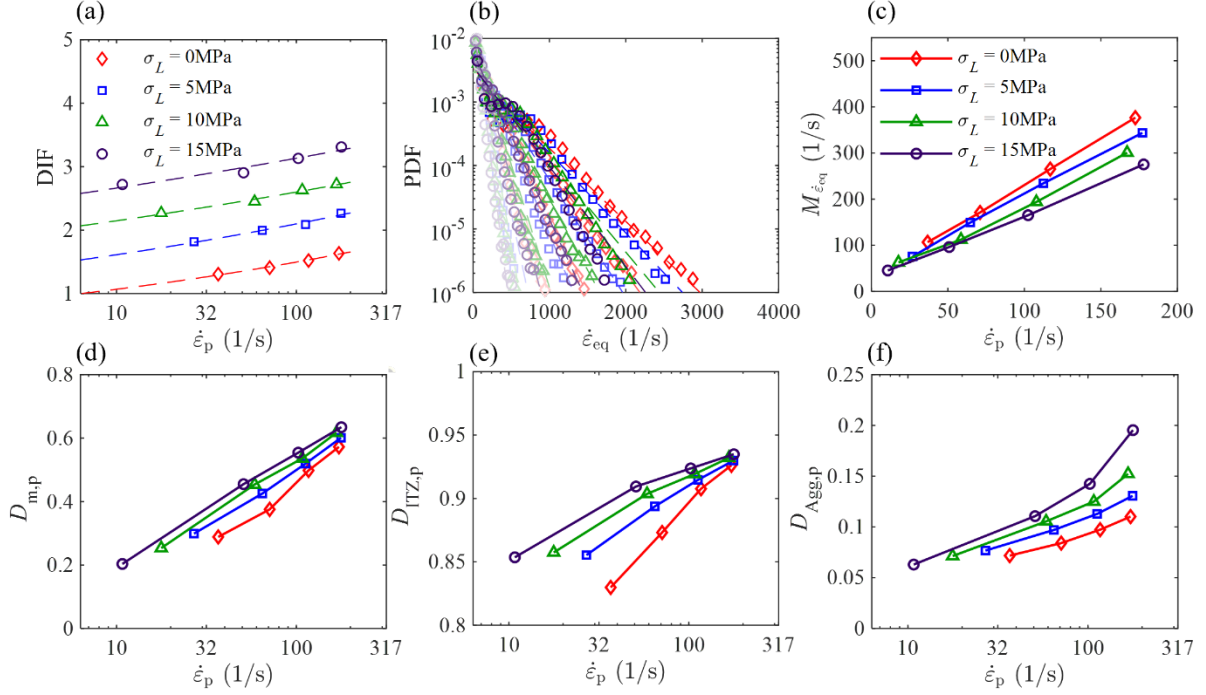 (a)
5
4
3
2
1
DIF
σ_L = 0MPa
σ_L = 5MPa
σ_L = 10MPa
σ_L = 15MPa
10 32 100 317
ε̇_p (1/s)
(b)
10^-2
10^-3
10^-4
10^-5
10^-6
PDF
0 1000 2000 3000 4000
ε̇_eq (1/s)
(c)
500
400
300
200
100
0
M_ε̇_eq (1/s)
σ_L = 0MPa
σ_L = 5MPa
σ_L = 10MPa
σ_L = 15MPa
0 50 100 150 200
ε̇_p (1/s)
(d)
0.8
0.6
0.4
0.2
0
D_m,p
10 32 100 317
ε̇_p (1/s)
(e)
1
0.95
0.9
0.85
0.8
D_ITZ,p
10 32 100 317
ε̇_p (1/s)
(f)
0.25
0.2
0.15
0.1
0.05
0
D_Agg,p
10 32 100 317
ε̇_p (1/s)